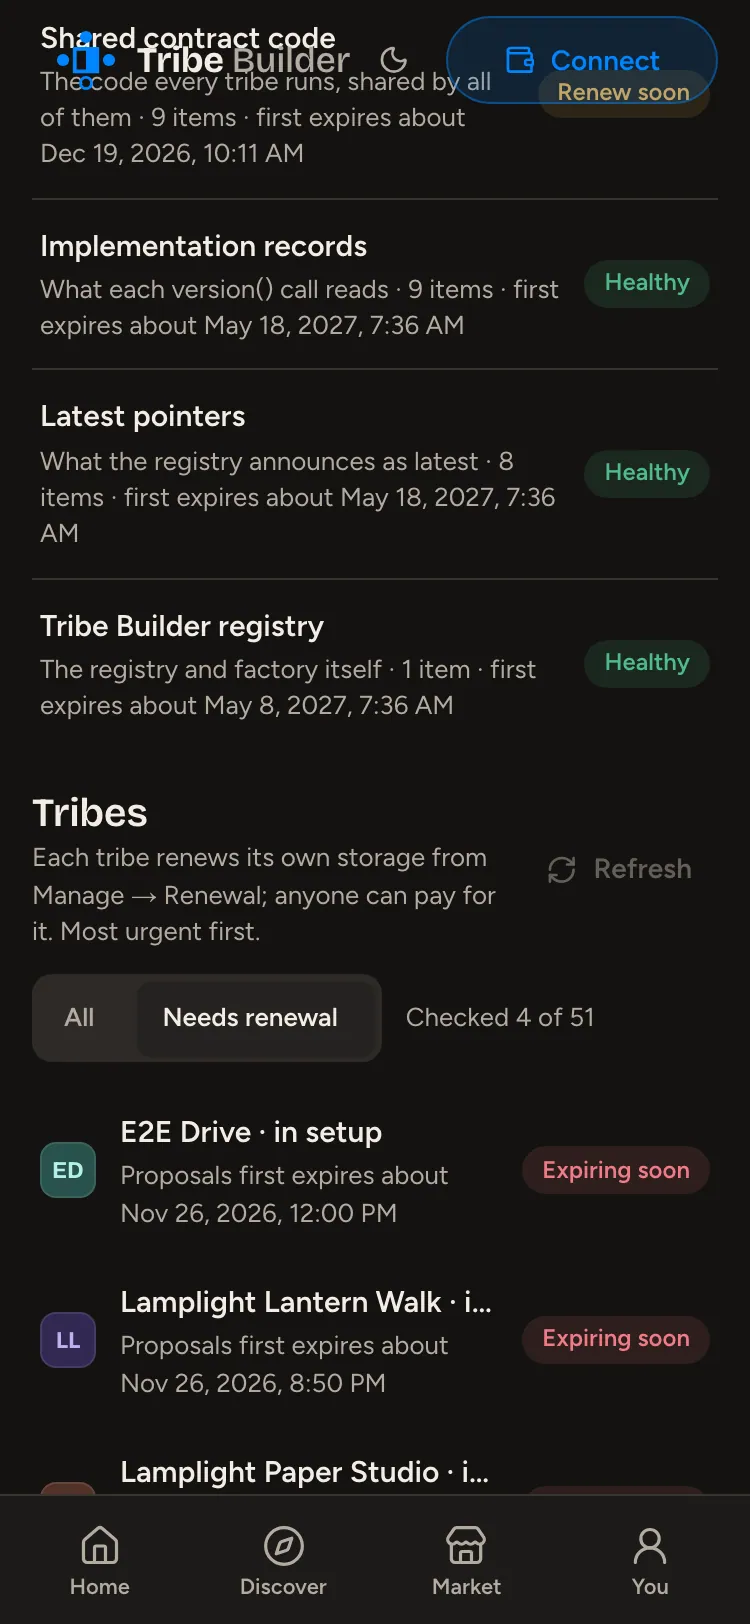 Shared contract code
Tribe Builder
Connect
The code every tribe runs, shared by all
of them · 9 items · first expires about
Dec 19, 2026, 10:11 AM
Renew soon
Implementation records
What each version() call reads · 9 items · first
expires about May 18, 2027, 7:36 AM
Healthy
Latest pointers
What the registry announces as latest · 8
items · first expires about May 18, 2027, 7:36
AM
Healthy
Tribe Builder registry
The registry and factory itself · 1 item · first
expires about May 8, 2027, 7:36 AM
Healthy
Tribes
Each tribe renews its own storage from
Manage → Renewal; anyone can pay for
it. Most urgent first.
Refresh
All
Needs renewal
Checked 4 of 51
ED
E2E Drive · in setup
Proposals first expires about
Nov 26, 2026, 12:00 PM
Expiring soon
LL
Lamplight Lantern Walk · i...
Proposals first expires about
Nov 26, 2026, 8:50 PM
Expiring soon
Lamplight Paper Studio · i...
Home
Discover
Market
You